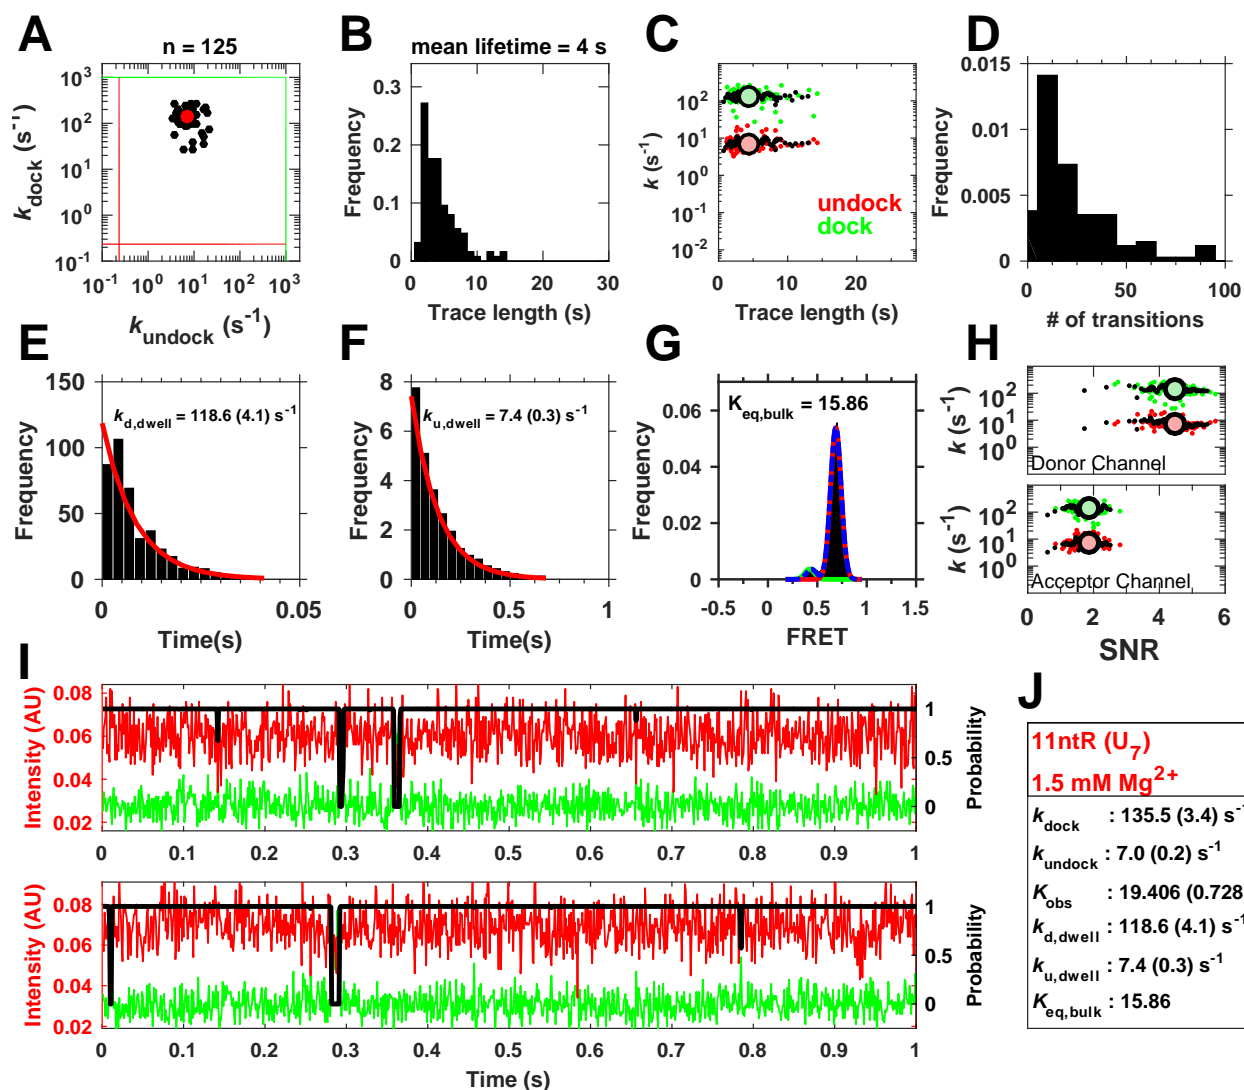 A
n = 125
10³
10²
10¹
10⁰
10⁻¹
k_dock (s⁻¹)
10⁻¹ 10⁰ 10¹ 10² 10³
k_undock (s⁻¹)
B
mean lifetime = 4 s
0.3
0.2
0.1
0
Frequency
0 10 20 30
Trace length (s)
C
10²
10¹
10⁰
10⁻¹
10⁻²
k (s⁻¹)
undock
dock
0 10 20
Trace length (s)
D
0.015
0.01
0.005
0
Frequency
0 50 100
# of transitions
E
150
100
50
0
Frequency
k_d,dwell = 118.6 (4.1) s⁻¹
0 0.05
Time(s)
F
8
6
4
2
0
Frequency
k_u,dwell = 7.4 (0.3) s⁻¹
0 0.5 1
Time(s)
G
0.06
0.04
0.02
0
Frequency
K_eq,bulk = 15.86
-0.5 0 0.5 1 1.5
FRET
H
10²
10¹
10⁰
k (s⁻¹)
Donor Channel
10²
10¹
10⁰
k (s⁻¹)
Acceptor Channel
0 2 4 6
SNR
I
0.08
0.06
0.04
0.02
Intensity (AU)
1
0.5
0
Probability
0 0.1 0.2 0.3 0.4 0.5 0.6 0.7 0.8 0.9 1
0.08
0.06
0.04
0.02
Intensity (AU)
1
0.5
0
Probability
0 0.1 0.2 0.3 0.4 0.5 0.6 0.7 0.8 0.9 1
Time (s)
J
11ntR (U₇)
1.5 mM Mg²⁺
k_dock : 135.5 (3.4) s⁻¹
k_undock : 7.0 (0.2) s⁻¹
K_obs : 19.406 (0.728)
k_d,dwell : 118.6 (4.1) s⁻¹
k_u,dwell : 7.4 (0.3) s⁻¹
K_eq,bulk : 15.86